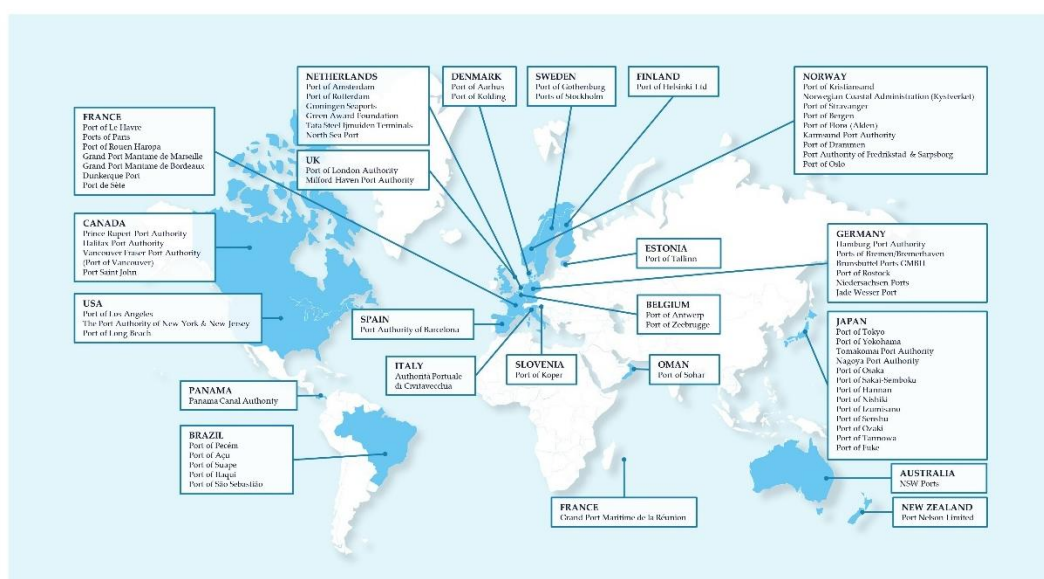 NETHERLANDS
Port of Amsterdam
Port of Rotterdam
Groningen Seaports
Green Award Foundation
Tata Steel Ijmuiden Terminals
North Sea Port
DENMARK
Port of Aarhus
Port of Kolding
SWEDEN
Port of Gothenburg
Ports of Stockholm
FINLAND
Port of Helsinki Ltd
NORWAY
Port of Kristiansand
Norwegian Coastal Administration (Kystverket)
Port of Stravanger
Port of Bergen
Port of Flora (Alden)
Karmsund Port Authority
Port of Drammen
Port Authority of Fredrikstad & Sarpsborg
Port of Oslo
FRANCE
Port of Le Havre
Ports of Paris
Port of Rouen Haropa
Grand Port Maritime de Marseille
Grand Port Maritime de Bordeaux
Dunkerque Port
Port de Sète
UK
Port of London Authority
Milford Haven Port Authority
CANADA
Prince Rupert Port Authority
Halifax Port Authority
Vancouver Fraser Port Authority
(Port of Vancouver)
Port Saint John
ESTONIA
Port of Tallinn
GERMANY
Hamburg Port Authority
Ports of Bremen/Bremerhaven
Brunsbuttel Ports GMBH
Port of Rostock
Niedersachsen Ports
Jade Wesser Port
USA
Port of Los Angeles
The Port Authority of New York & New Jersey
Port of Long Beach
SPAIN
Port Authority of Barcelona
BELGIUM
Port of Antwerp
Port of Zeebrugge
JAPAN
Port of Tokyo
Port of Yokohama
Tomakomai Port Authority
Nagoya Port Authority
Port of Osaka
Port of Sakai-Semboku
Port of Hannan
Port of Nishiki
Port of Izumisano
Port of Senshu
Port of Ozaki
Port of Tannowa
Port of Fuke
ITALY
Authorità Portuale
di Civitavecchia
SLOVENIA
Port of Koper
OMAN
Port of Sohar
PANAMA
Panama Canal Authority
BRAZIL
Port of Pecém
Port of Açu
Port of Suape
Port of Itaqui
Port of São Sebastião
FRANCE
Grand Port Maritime de la Réunion
AUSTRALIA
NSW Ports
NEW ZEALAND
Port Nelson Limited